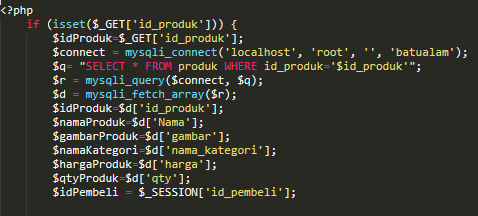 <?php
if (isset($_GET['id_produk'])) {
$idProduk=$_GET['id_produk'];
$connect = mysqli_connect('localhost', 'root', '', 'batualam');
$q= "SELECT * FROM produk WHERE id_produk='$id_produk'";
$r = mysqli_query($connect, $q);
$d = mysqli_fetch_array($r);
$idProduk=$d['id_produk'];
$namaProduk=$d['Nama'];
$gambarProduk=$d['gambar'];
$namaKategori=$d['nama_kategori'];
$hargaProduk=$d['harga'];
$qtyProduk=$d['qty'];
$idPembeli = $_SESSION['id_pembeli'];